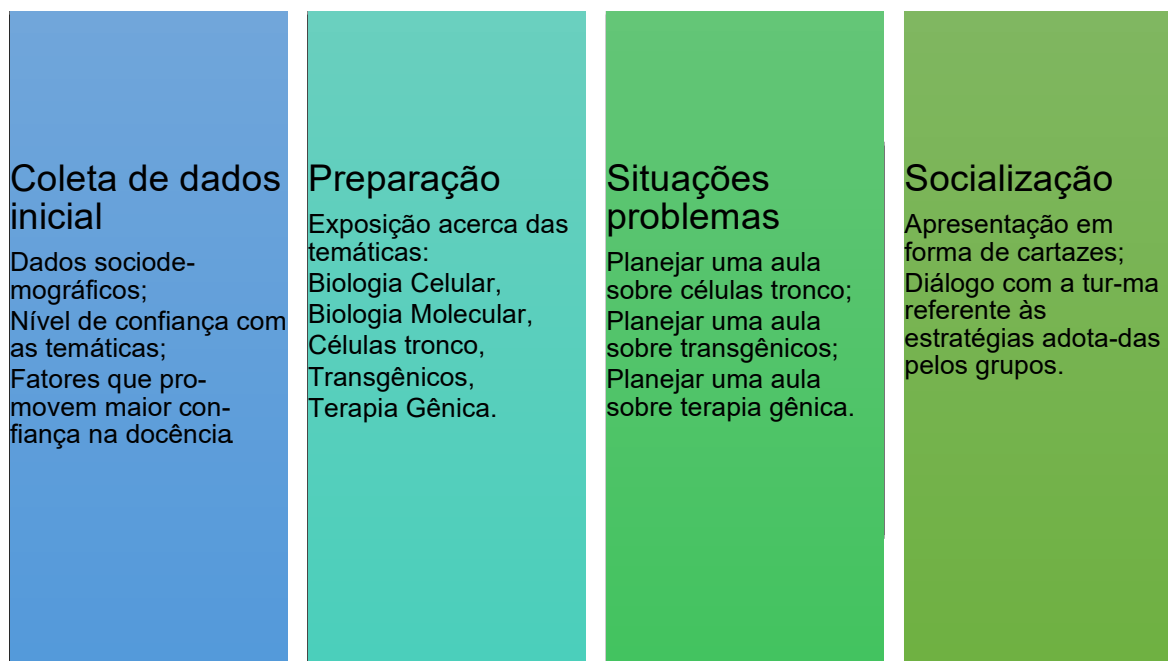 Coleta de dados
inicial
Dados sociode-
mográficos;
Nível de confiança com
as temáticas;
Fatores que pro-
movem maior con-
fiança na docência
Preparação
Exposição acerca das
temáticas:
Biologia Celular,
Biologia Molecular,
Células tronco,
Transgênicos,
Terapia Gênica.
Situações
problemas
Planejar uma aula
sobre células tronco;
Planejar uma aula
sobre transgênicos;
Planejar uma aula
sobre terapia gênica.
Socialização
Apresentação em
forma de cartazes;
Diálogo com a tur-ma
referente às
estratégias adota-das
pelos grupos.